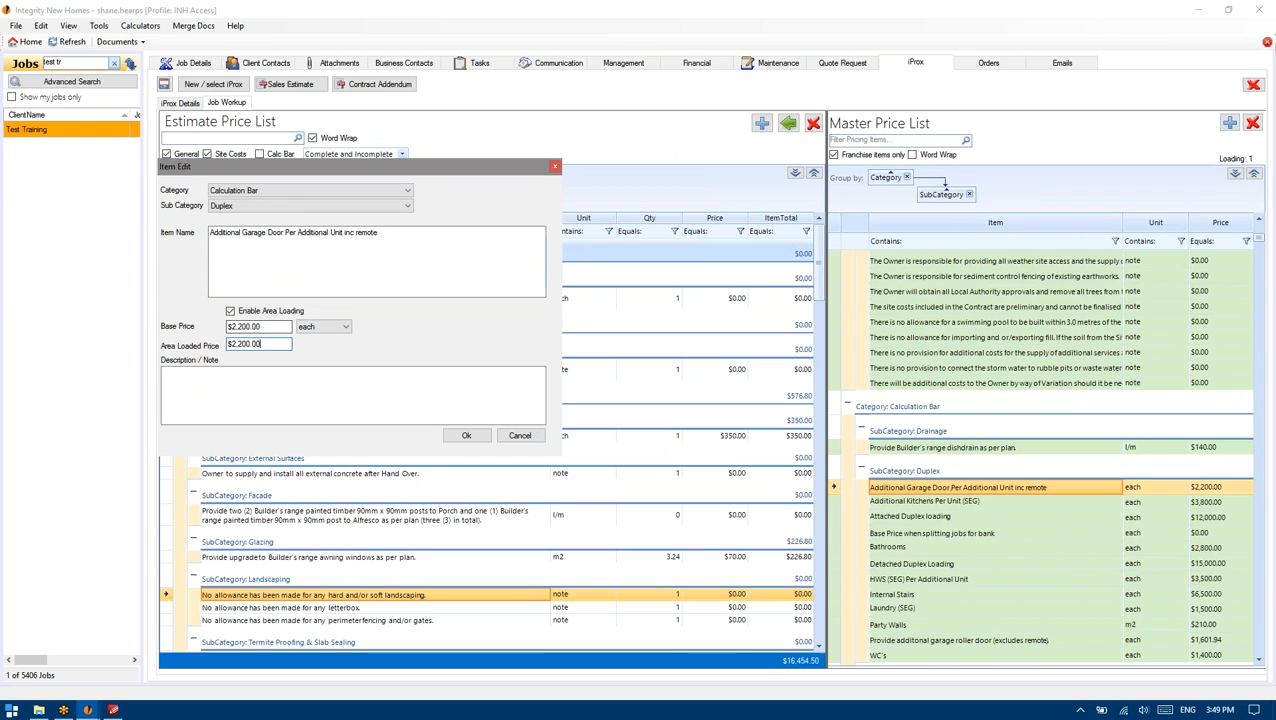 Integrity New Homes - shane.hearps [Profile: INH Access]
File Edit View Tools Calculators Merge Docs Help
Home Refresh Documents
Jobs test tr
Advanced Search
Show my jobs only
ClientName
Test Training
1 of 5406 Jobs
Job Details Client Contacts Attachments Business Contacts Tasks Communication Management Financial Maintenance Quote Request iProx Orders Emails
New / select iProx Sales Estimate Contract Addendum
iProx Details Job Workup
Estimate Price List
Word Wrap
General Site Costs Calc Bar Complete and Incomplete
Item Edit
Category Calculation Bar
Sub Category Duplex
Item Name Additional Garage Door Per Additional Unit inc remote
Enable Area Loading
Base Price $2,200.00 each
Area Loaded Price $2,200.00
Description / Note
Ok Cancel
Unit Qty Price ItemTotal
Equals: Equals: Equals:
$0.00
$0.00
1 $0.00 $0.00
$0.00
$0.00
1 $0.00 $0.00
$576.80
$350.00
1 $350.00 $350.00
SubCategory: External Surfaces $0.00
Owner to supply and install all external concrete after Hand Over. note 1 $0.00 $0.00
SubCategory: Facade $0.00
Provide two (2) Builder's range painted timber 90mm x 90mm posts to Porch and one (1) Builder's l/m 0 $0.00 $0.00
range painted timber 90mm x 90mm post to Alfresco as per plan (three (3) in total).
SubCategory: Glazing $226.80
Provide upgrade to Builder's range awning windows as per plan. m2 3.24 $70.00 $226.80
SubCategory: Landscaping $0.00
No allowance has been made for any hard and/or soft landscaping. note 1 $0.00 $0.00
No allowance has been made for any letterbox. note 1 $0.00 $0.00
No allowance has been made for any perimeter fencing and/or gates. note 1 $0.00 $0.00
SubCategory: Termite Proofing & Slab Sealing $0.00
$16,454.50
Master Price List
Filter Pricing Items...
Franchise items only Word Wrap
Loading: 1
Group by: Category
SubCategory
Item Unit Price
Contains: Contains: Equals:
The Owner is responsible for providing all weather site access and the supply c note $0.00
The Owner is responsible for sediment control fencing of existing earthworks. note $0.00
The Owner will obtain all Local Authority approvals and remove all trees from t note $0.00
The site costs included in the Contract are preliminary and cannot be finalised note $0.00
There is no allowance for a swimming pool to be built within 3.0 metres of the note $0.00
There is no allowance for importing and or/exporting fill. If the soil from the Si note $0.00
There is no provision for additional costs for the supply of additional services note $0.00
There is no provision to connect the storm water to rubble pits or waste water note $0.00
There will be additional costs to the Owner by way of Variation should it be ne note $0.00
Category: Calculation Bar
SubCategory: Drainage
Provide Builder's range dishdrain as per plan. l/m $140.00
SubCategory: Duplex
Additional Garage Door Per Additional Unit inc remote each $2,200.00
Additional Kitchens Per Unit (SEG) each $3,800.00
Attached Duplex loading each $12,000.00
Base Price when splitting jobs for bank each $0.00
Bathrooms each $2,800.00
Detached Duplex Loading each $15,000.00
HWS (SEG) Per Additional Unit each $3,500.00
Internal Stairs each $6,500.00
Laundry (SEG) each $1,500.00
Party Walls m2 $210.00
Provide additonal garage roller door (excludes remote). each $1,601.94
WC's each $1,400.00
ENG 3:49 PM